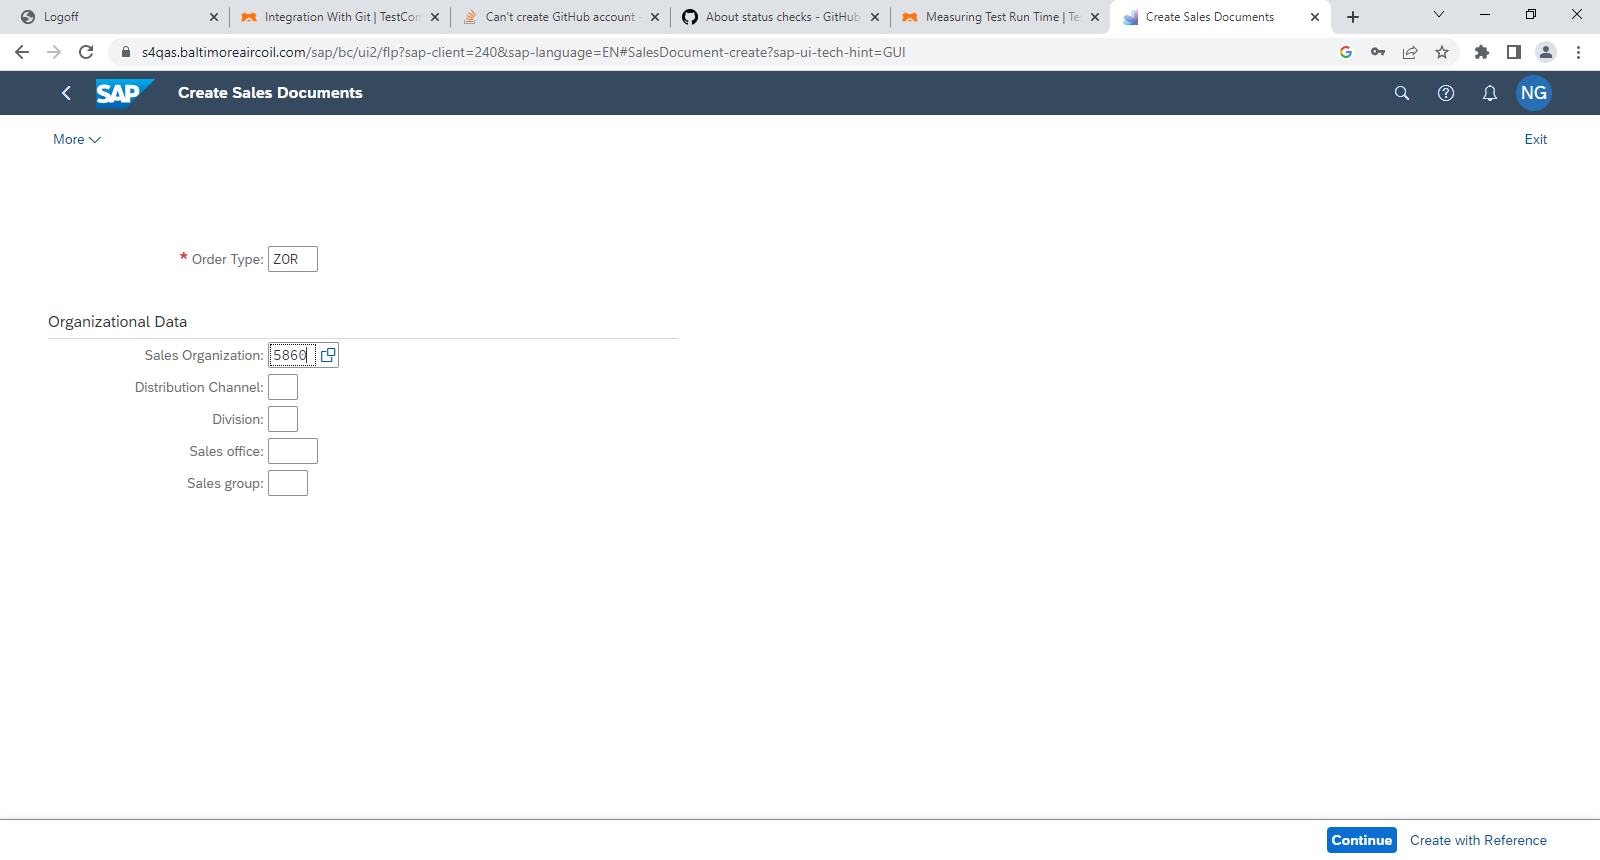 Logoff
Integration With Git | TestCom
Can't create GitHub account -
About status checks - GitHub
Measuring Test Run Time | Te
Create Sales Documents
s4qas.baltimoreaircoil.com/sap/bc/ui2/flp?sap-client=240&sap-language=EN#SalesDocument-create?sap-ui-tech-hint=GUI
SAP Create Sales Documents NG
More Exit
* Order Type: ZOR
Organizational Data
Sales Organization: 5860
Distribution Channel:
Division:
Sales office:
Sales group:
Continue Create with Reference